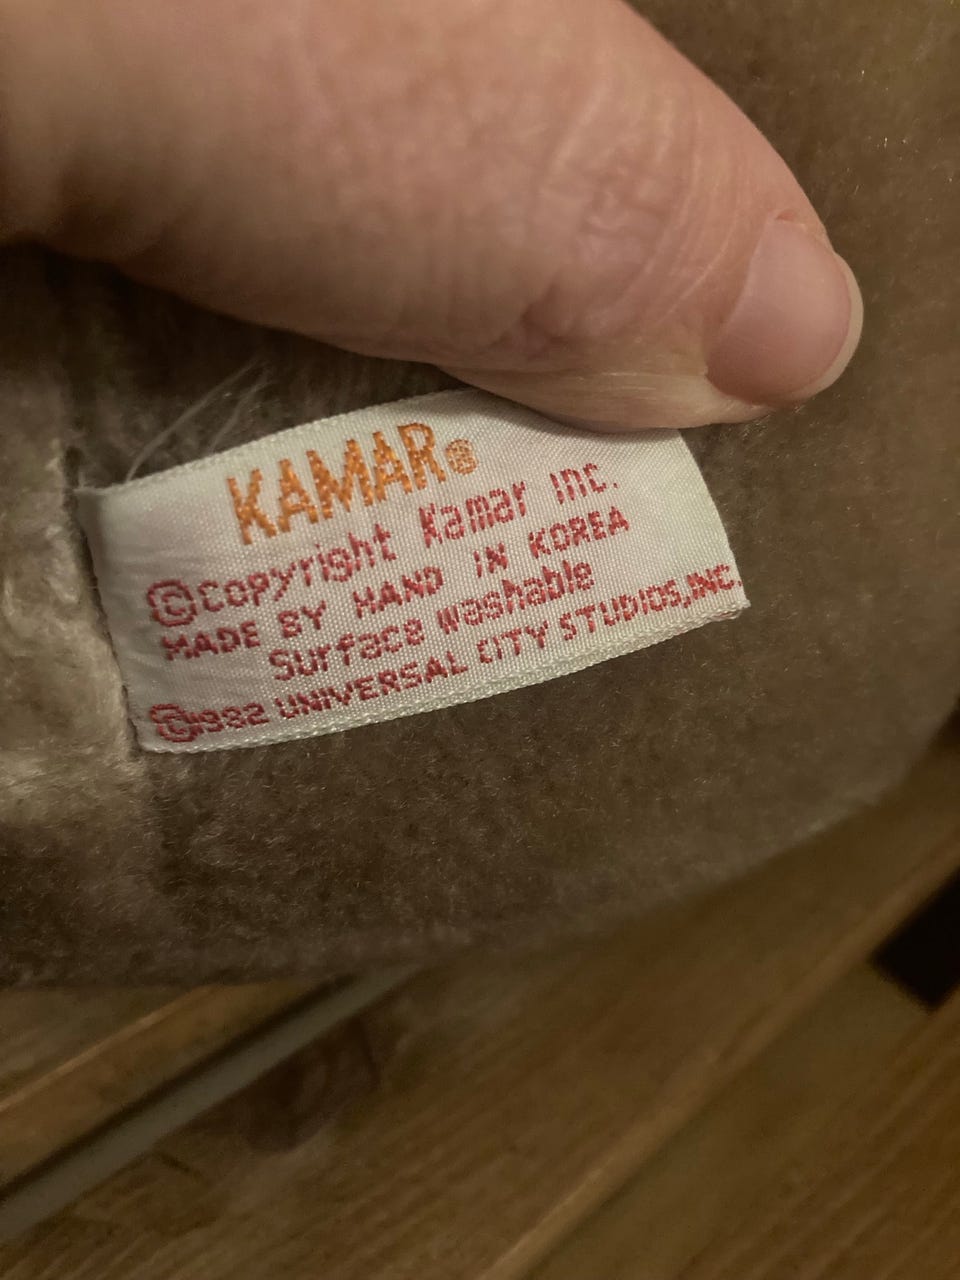 KAMAR®
©Copyright Kamar Inc.
MADE BY HAND IN KOREA
Surface washable
©1982 UNIVERSAL CITY STUDIOS,INC.